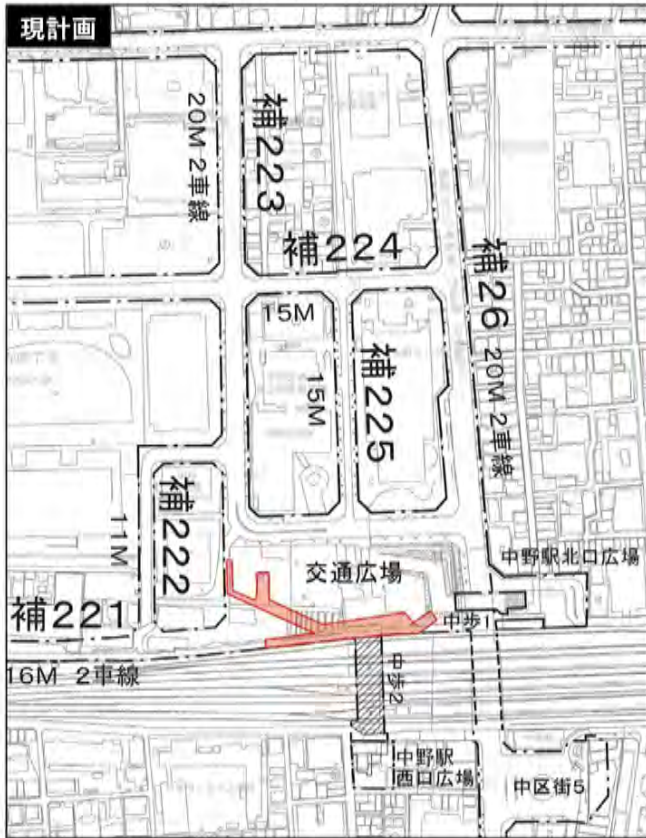 現計画
20M 2車線
補223
補224
補26
20M 2車線
15M
15M
補225
11M
補222
交通広場
中野駅北口広場
補221
中歩1
16M 2車線
中歩2
中野駅
西口広場
中区街5